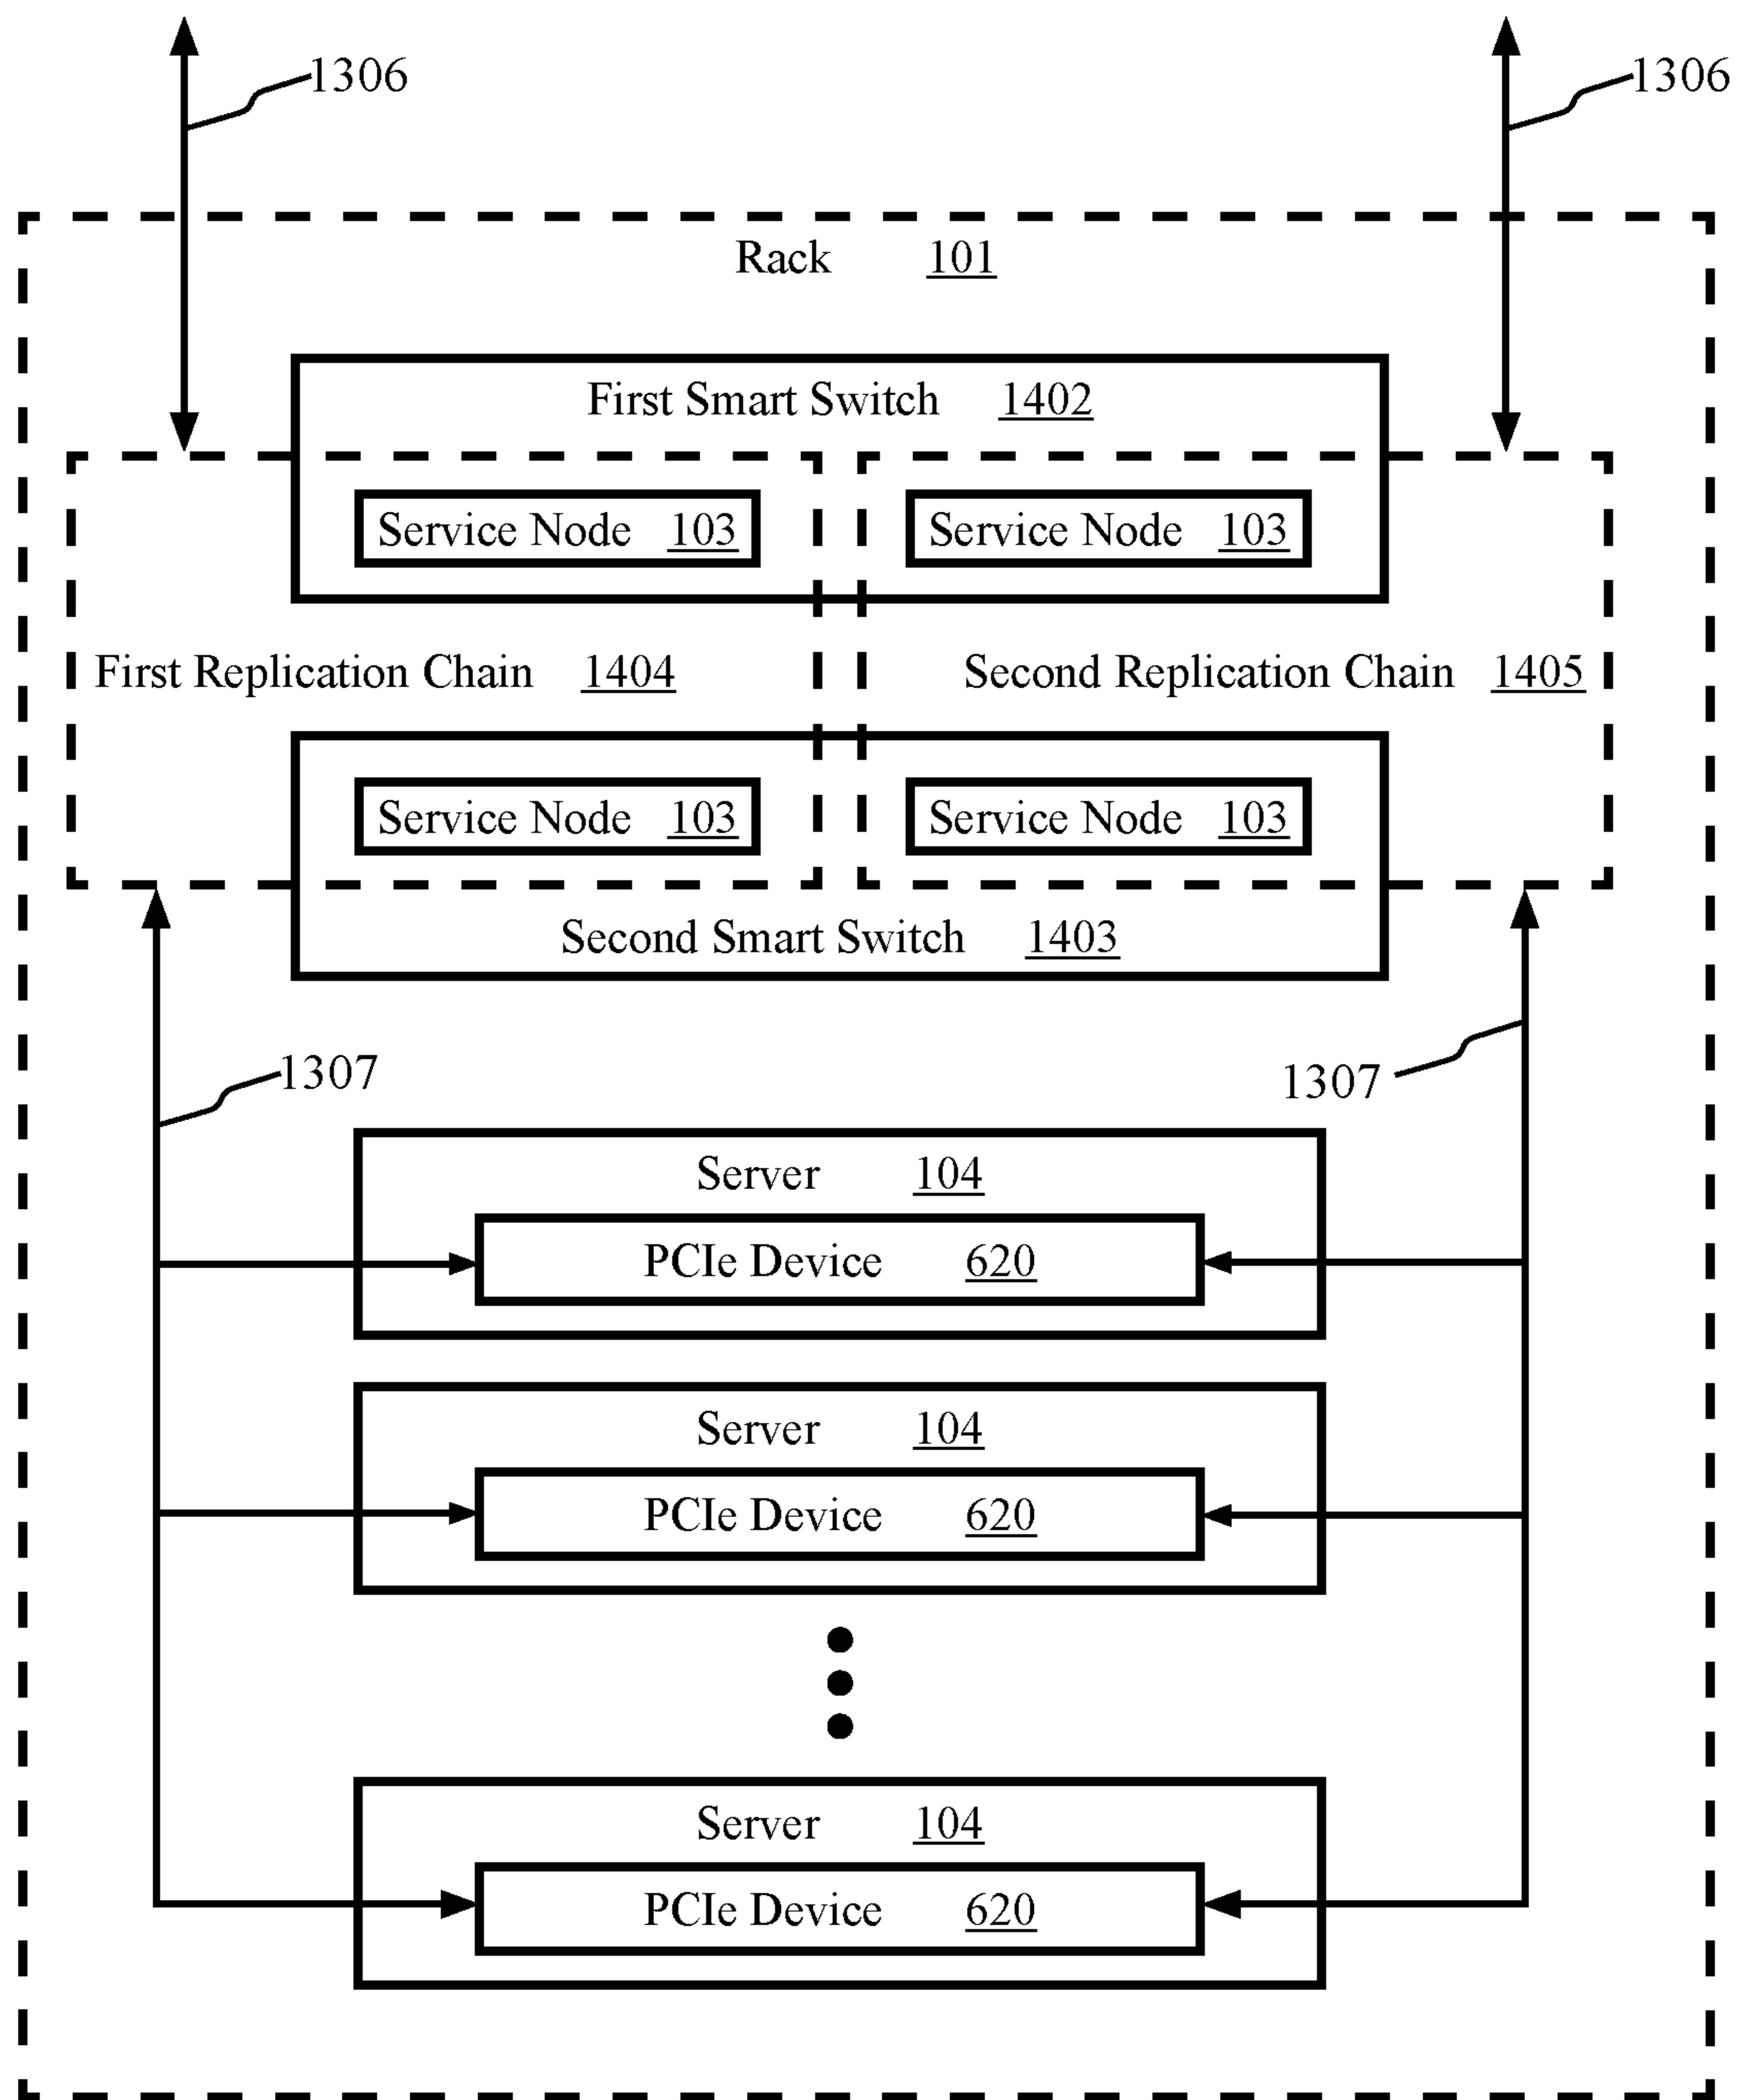 1306 1306
Rack 101
First Smart Switch 1402
Service Node 103 Service Node 103
First Replication Chain 1404 Second Replication Chain 1405
Service Node 103 Service Node 103
Second Smart Switch 1403
1307 1307
Server 104
PCIe Device 620
Server 104
PCIe Device 620
Server 104
PCIe Device 620